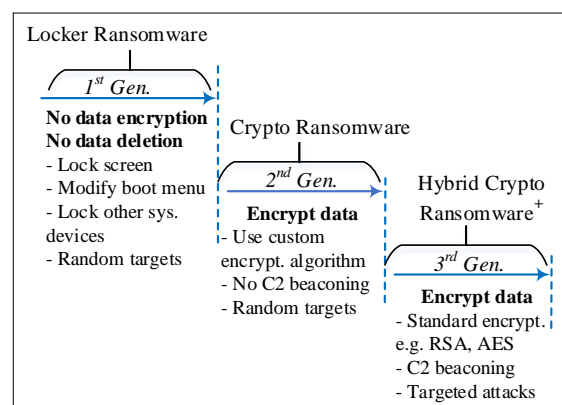 Locker Ransomware
1st Gen.
No data encryption
No data deletion
- Lock screen
- Modify boot menu
- Lock other sys.
devices
- Random targets
Crypto Ransomware
2nd Gen.
Encrypt data
- Use custom
encrypt. algorithm
- No C2 beaconing
- Random targets
Hybrid Crypto
Ransomware+
3rd Gen.
Encrypt data
- Standard encrypt.
e.g. RSA, AES
- C2 beaconing
- Targeted attacks